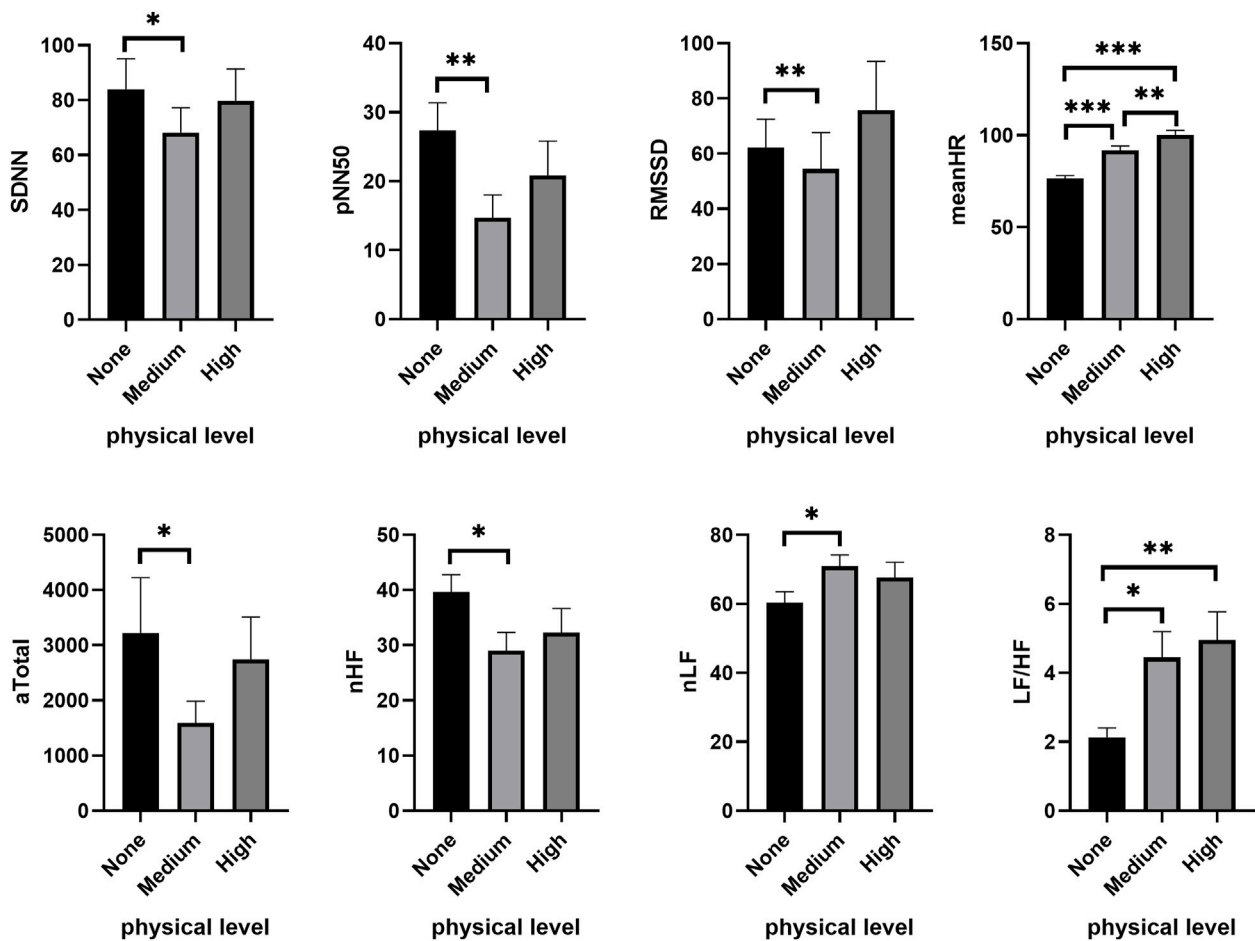 SDNN
100
80
60
40
20
0
*
None
Medium
High
physical level
pNN50
40
30
20
10
0
**
None
Medium
High
physical level
RMSSD
100
80
60
40
20
0
**
None
Medium
High
physical level
meanHR
150
100
50
0
***
***
**
None
Medium
High
physical level
aTotal
5000
4000
3000
2000
1000
0
*
None
Medium
High
physical level
nHF
50
40
30
20
10
0
*
None
Medium
High
physical level
nLF
80
60
40
20
0
*
None
Medium
High
physical level
LF/HF
8
6
4
2
0
**
*
None
Medium
High
physical level